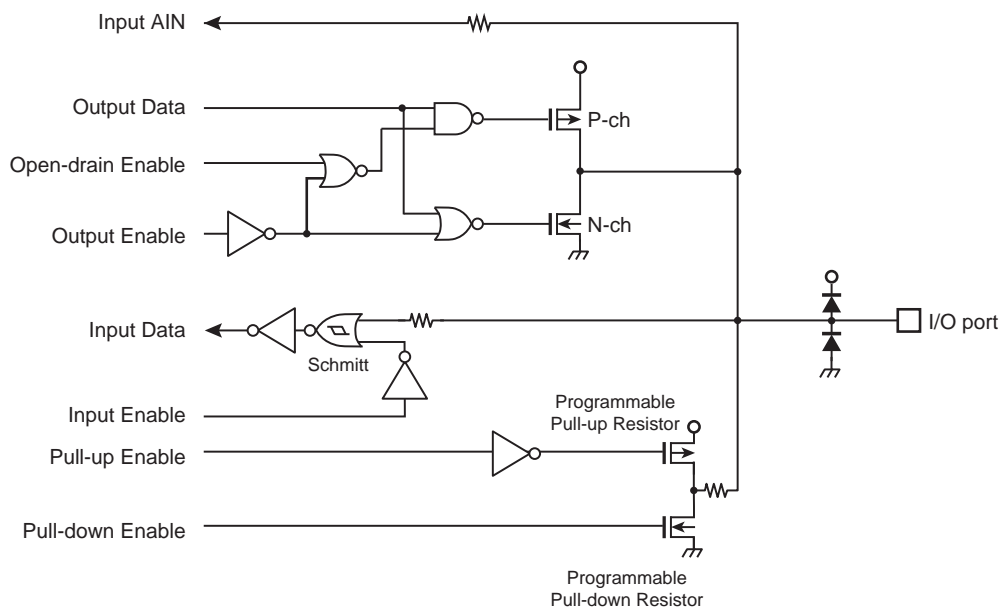 Input AIN
Output Data
P-ch
Open-drain Enable
N-ch
Output Enable
I/O port
Input Data
Schmitt
Input Enable
Programmable
Pull-up Resistor
Pull-up Enable
Pull-down Enable
Programmable
Pull-down Resistor